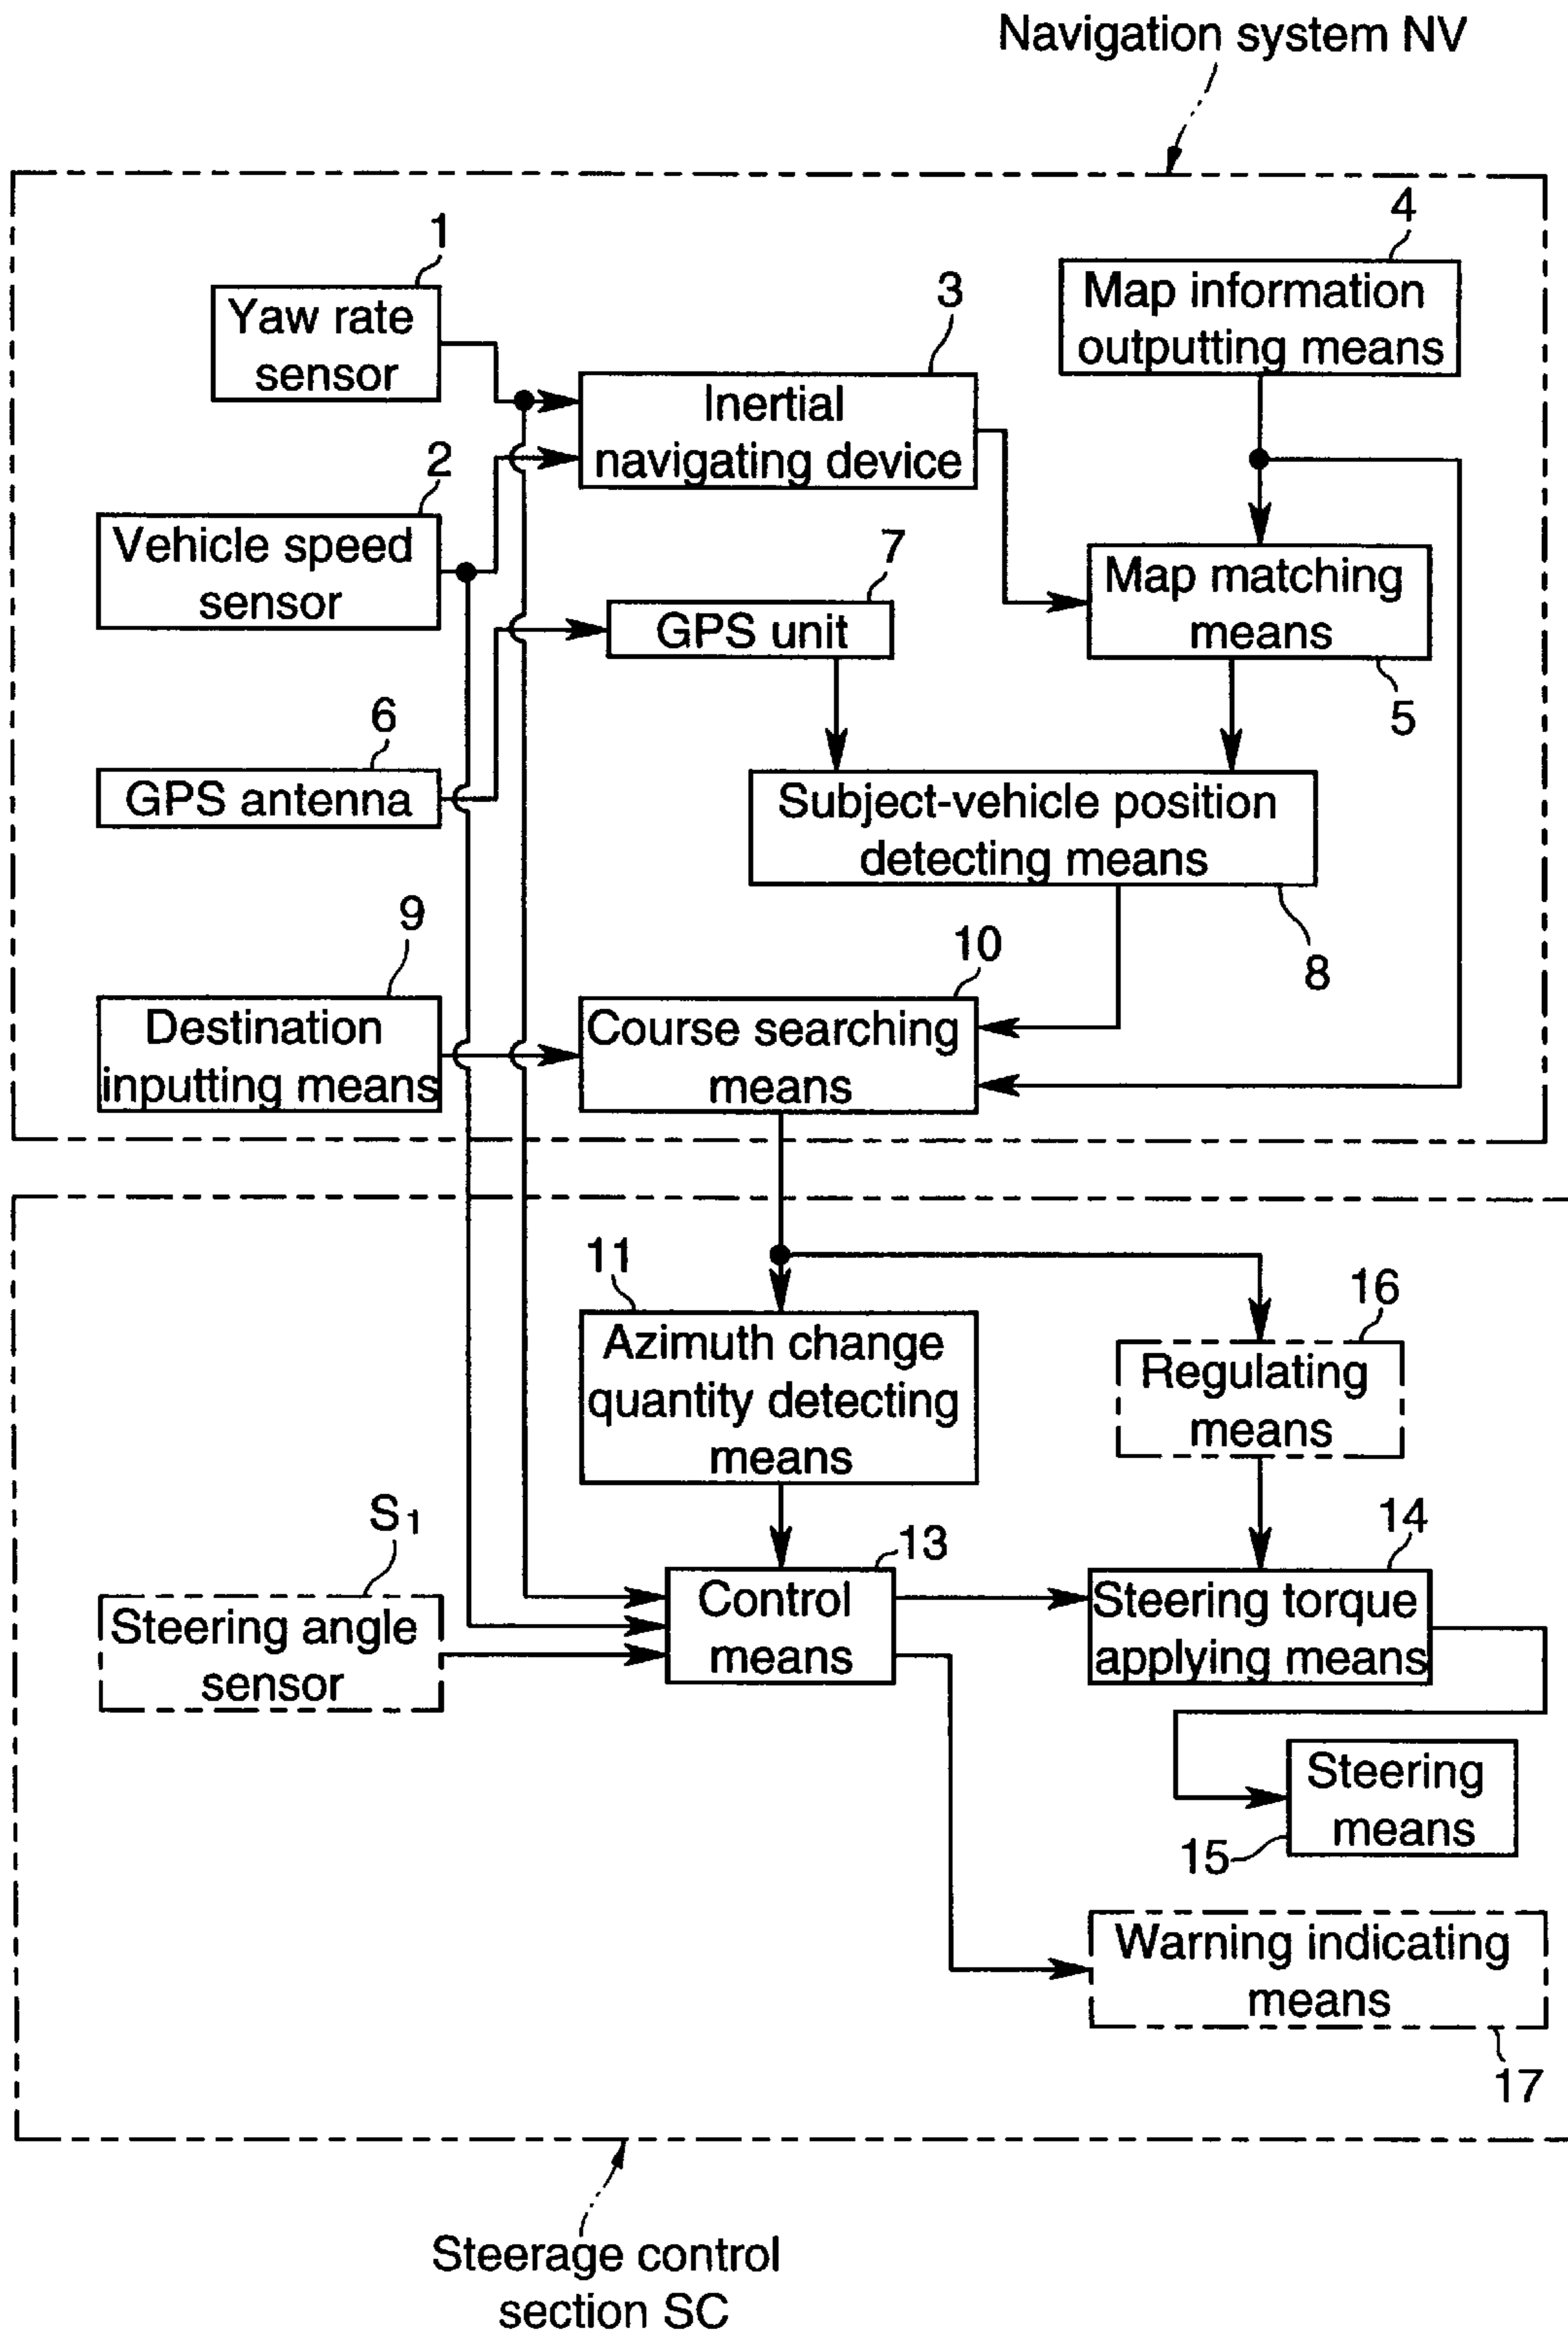 Navigation system NV
1
Yaw rate
sensor
2
Vehicle speed
sensor
3
Inertial
navigating device
4
Map information
outputting means
Map matching
means
5
6
GPS antenna
7
GPS unit
Subject-vehicle position
detecting means
8
9
Destination
inputting means
10
Course searching
means
11
Azimuth change
quantity detecting
means
16
Regulating
means
S1
Steering angle
sensor
13
Control
means
14
Steering torque
applying means
Steering
means
15
Warning indicating
means
17
Steerage control
section SC